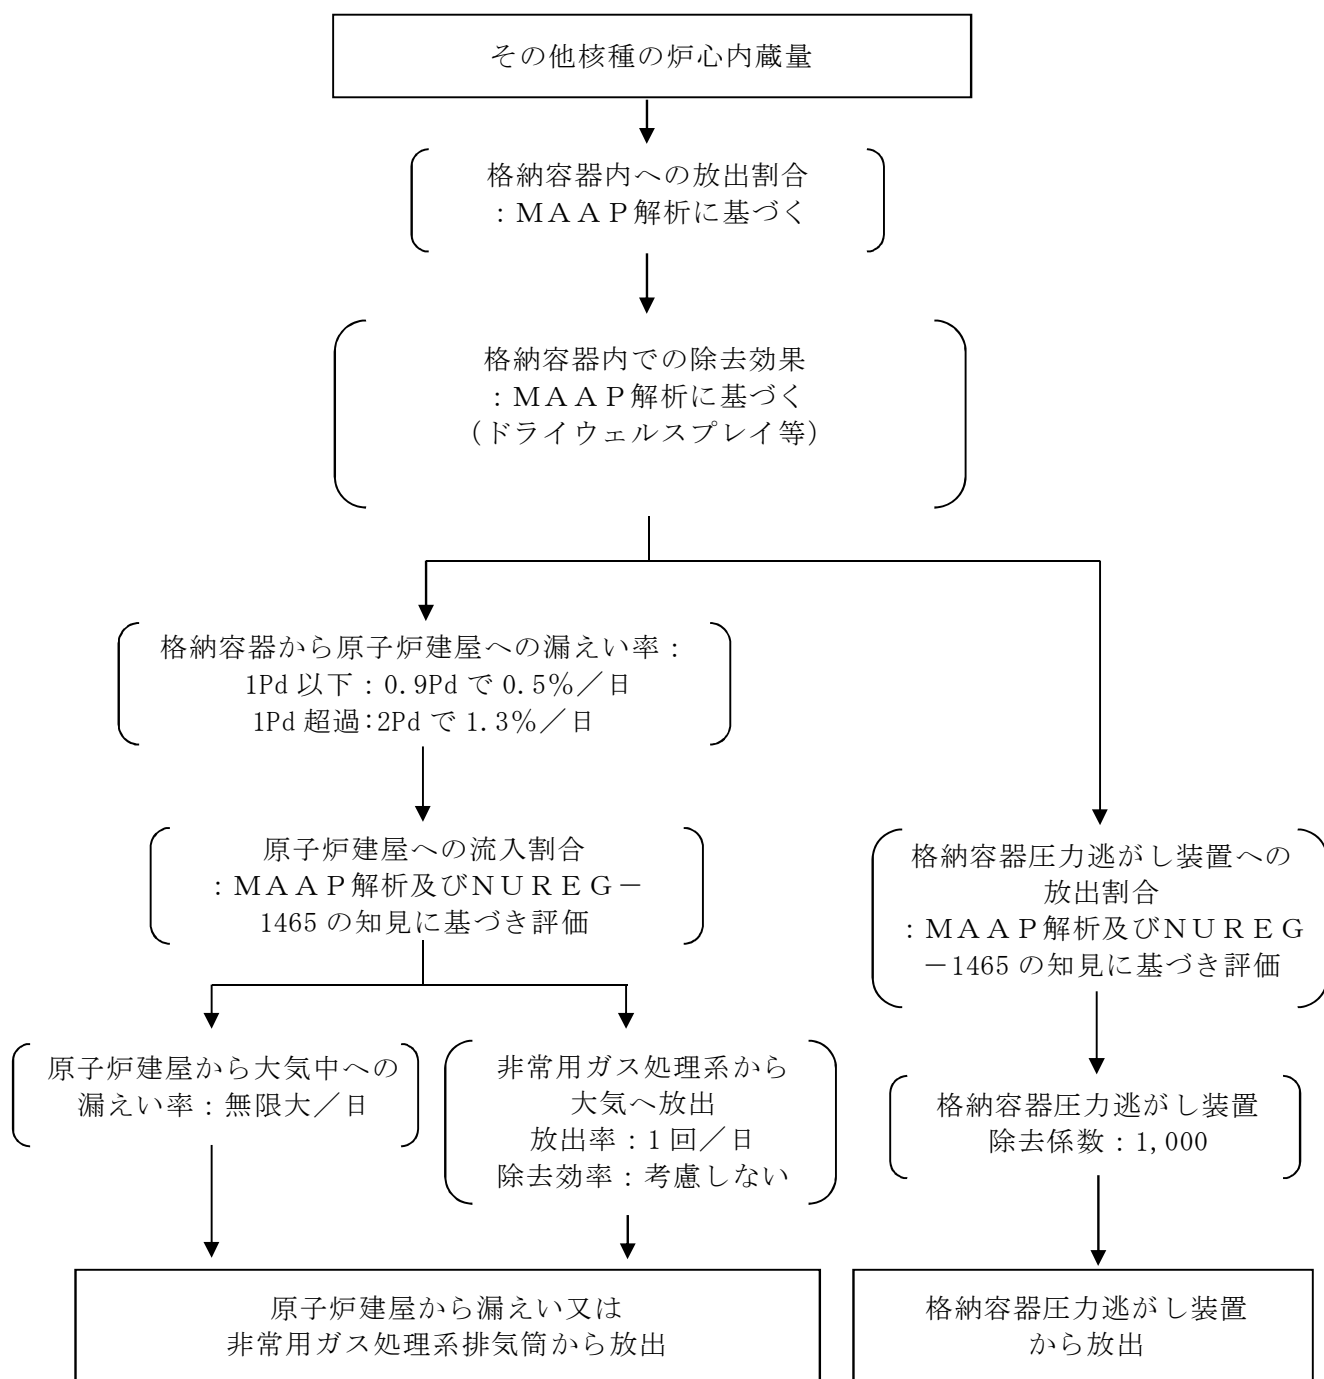 その他核種の炉心内蔵量
格納容器内への放出割合
：ＭＡＡＰ解析に基づく
格納容器内での除去効果
：ＭＡＡＰ解析に基づく
（ドライウェルスプレイ等）
格納容器から原子炉建屋への漏えい率：
1Pd 以下：0.9Pd で 0.5％／日
1Pd 超過：2Pd で 1.3％／日
原子炉建屋への流入割合
：ＭＡＡＰ解析及びＮＵＲＥＧ－
1465 の知見に基づき評価
格納容器圧力逃がし装置への
放出割合
：ＭＡＡＰ解析及びＮＵＲＥＧ
－1465 の知見に基づき評価
原子炉建屋から大気中への
漏えい率：無限大／日
非常用ガス処理系から
大気へ放出
放出率：1 回／日
除去効率：考慮しない
格納容器圧力逃がし装置
除去係数：1,000
原子炉建屋から漏えい又は
非常用ガス処理系排気筒から放出
格納容器圧力逃がし装置
から放出